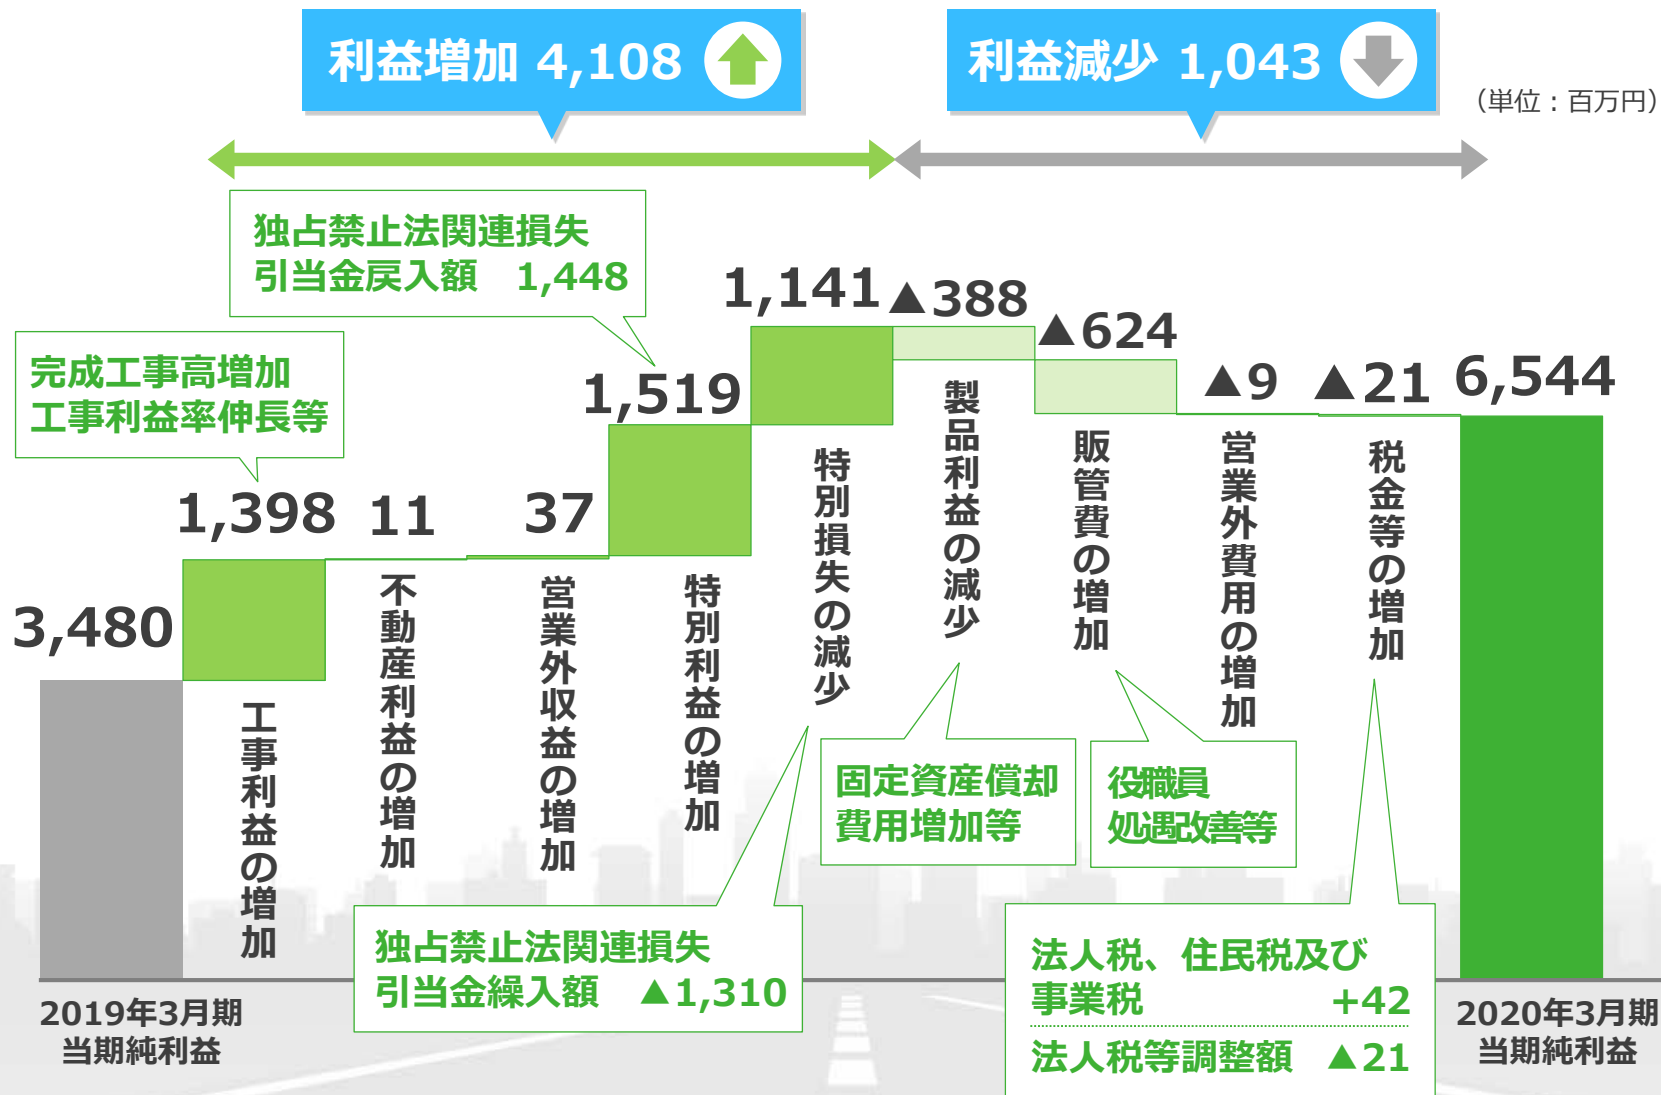 利益増加 4,108
利益減少 1,043
（単位：百万円）
独占禁止法関連損失
引当金戻入額　1,448
完成工事高増加
工事利益率伸長等
3,480
1,398
11
37
1,519
1,141
▲388
▲624
▲9
▲21
6,544
工事利益の増加
不動産利益の増加
営業外収益の増加
特別利益の増加
特別損失の減少
製品利益の減少
販管費の増加
営業外費用の増加
税金等の増加
固定資産償却
費用増加等
役職員
処遇改善等
独占禁止法関連損失
引当金繰入額　▲1,310
法人税、住民税及び
事業税　+42
法人税等調整額　▲21
2019年3月期
当期純利益
2020年3月期
当期純利益